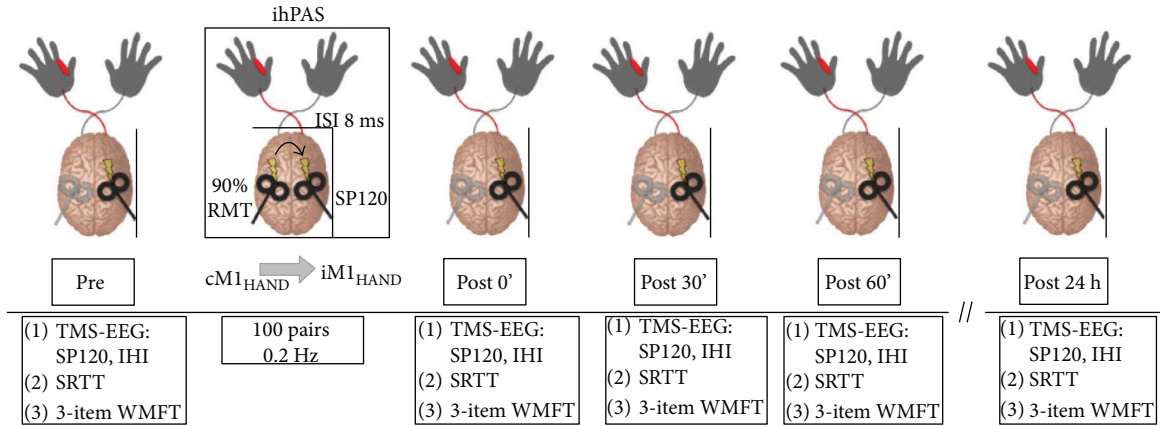 ihPAS
ISI 8 ms
90%
RMT
SP120
Pre
cM1HAND
iM1HAND
Post 0'
Post 30'
Post 60'
Post 24 h
//
(1) TMS-EEG:
SP120, IHI
(2) SRTT
(3) 3-item WMFT
100 pairs
0.2 Hz
(1) TMS-EEG:
SP120, IHI
(2) SRTT
(3) 3-item WMFT
(1) TMS-EEG:
SP120, IHI
(2) SRTT
(3) 3-item WMFT
(1) TMS-EEG:
SP120, IHI
(2) SRTT
(3) 3-item WMFT
(1) TMS-EEG:
SP120, IHI
(2) SRTT
(3) 3-item WMFT